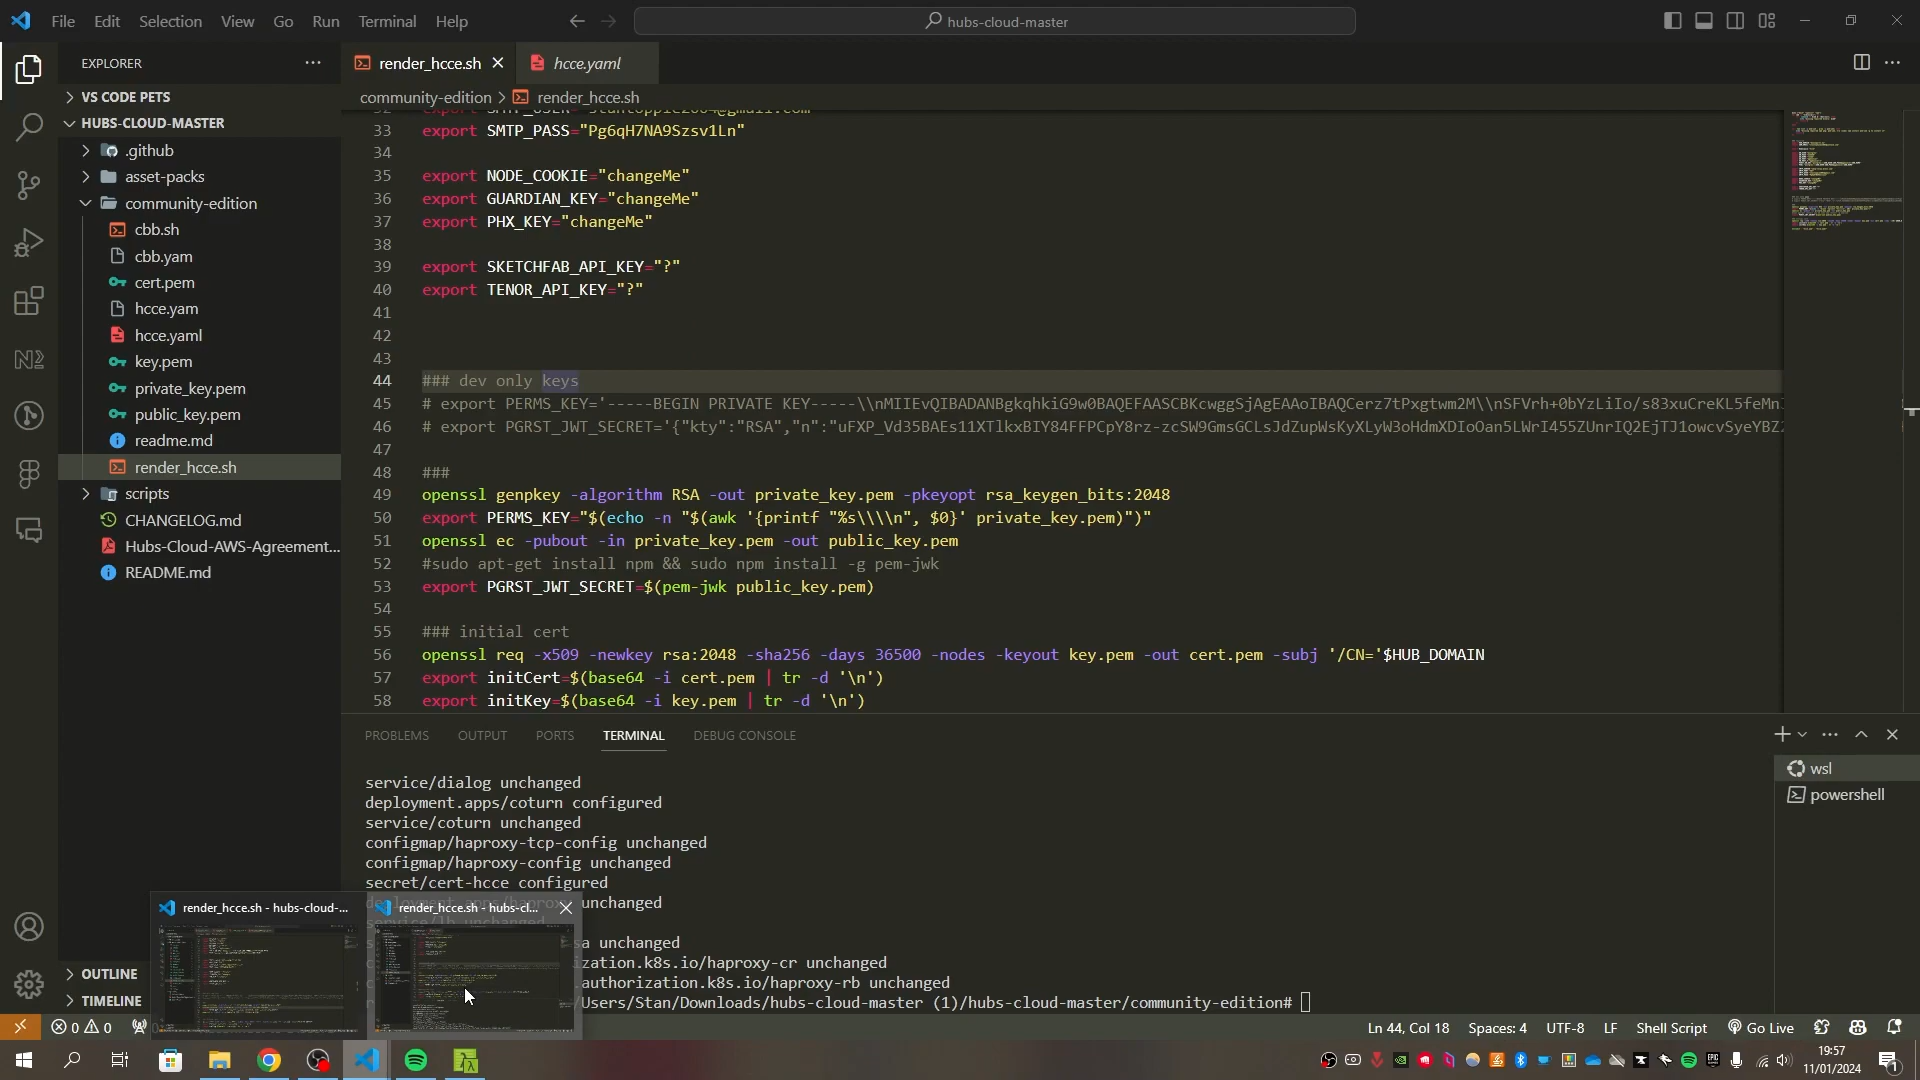 File Edit Selection View Go Run Terminal Help
hubs-cloud-master
EXPLORER
VS CODE PETS
HUBS-CLOUD-MASTER
.github
asset-packs
community-edition
cbb.sh
cbb.yam
cert.pem
hcce.yam
hcce.yaml
key.pem
private_key.pem
public_key.pem
readme.md
render_hcce.sh
scripts
CHANGELOG.md
Hubs-Cloud-AWS-Agreement...
README.md
OUTLINE
TIMELINE
render_hcce.sh
hcce.yaml
community-edition > render_hcce.sh
33 export SMTP_PASS="Pg6qH7NA9Szsv1Ln"
34
35 export NODE_COOKIE="changeMe"
36 export GUARDIAN_KEY="changeMe"
37 export PHX_KEY="changeMe"
38
39 export SKETCHFAB_API_KEY="?"
40 export TENOR_API_KEY="?"
41
42
43
44 ### dev only keys
45 # export PERMS_KEY='-----BEGIN PRIVATE KEY-----\\nMIIEvQIBADANBgkqhkiG9w0BAQEFAASCBKcwggSjAgEAAoIBAQCerz7tPxgtwm2M\\nSFVrh+0bYzLiIo/s83xuCreKL5feMn
46 # export PGRST_JWT_SECRET='{"kty":"RSA","n":"uFXP_Vd35BAEs11XTlkxBIY84FFPCpY8rz-zcSW9GmsGCLsJdZupWsKyXLyW3oHdmXDIoOan5LWrI455ZUnrIQ2EjTJ1owcvSyeYBZ
47
48 ###
49 openssl genpkey -algorithm RSA -out private_key.pem -pkeyopt rsa_keygen_bits:2048
50 export PERMS_KEY="$(echo -n "$(awk '{printf "%s\\\\n", $0}' private_key.pem)")"
51 openssl ec -pubout -in private_key.pem -out public_key.pem
52 #sudo apt-get install npm && sudo npm install -g pem-jwk
53 export PGRST_JWT_SECRET=$(pem-jwk public_key.pem)
54
55 ### initial cert
56 openssl req -x509 -newkey rsa:2048 -sha256 -days 36500 -nodes -keyout key.pem -out cert.pem -subj '/CN='$HUB_DOMAIN
57 export initCert=$(base64 -i cert.pem | tr -d '\n')
58 export initKey=$(base64 -i key.pem | tr -d '\n')
PROBLEMS OUTPUT PORTS TERMINAL DEBUG CONSOLE
wsl
powershell
service/dialog unchanged
deployment.apps/coturn configured
service/coturn unchanged
configmap/haproxy-tcp-config unchanged
configmap/haproxy-config unchanged
secret/cert-hcce configured
deployment.apps/haproxy unchanged
service/lb unchanged
sa unchanged
ization.k8s.io/haproxy-cr unchanged
authorization.k8s.io/haproxy-rb unchanged
/Users/Stan/Downloads/hubs-cloud-master (1)/hubs-cloud-master/community-edition#
render_hcce.sh - hubs-cloud-...
render_hcce.sh - hubs-cl...
0 0 Ln 44, Col 18 Spaces: 4 UTF-8 LF Shell Script Go Live
19:57
11/01/2024